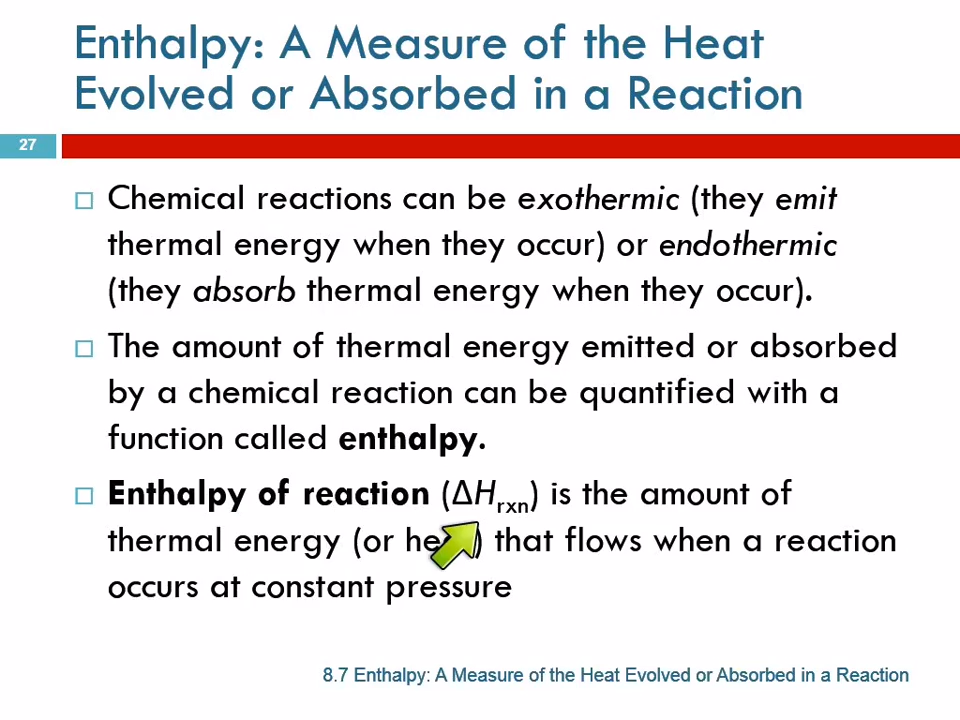 Enthalpy: A Measure of the Heat
Evolved or Absorbed in a Reaction
27
Chemical reactions can be exothermic (they emit
thermal energy when they occur) or endothermic
(they absorb thermal energy when they occur).
The amount of thermal energy emitted or absorbed
by a chemical reaction can be quantified with a
function called enthalpy.
Enthalpy of reaction (ΔHrxn) is the amount of
thermal energy (or that flows when a reaction
occurs at constant pressure
8.7 Enthalpy: A Measure of the Heat Evolved or Absorbed in a Reaction